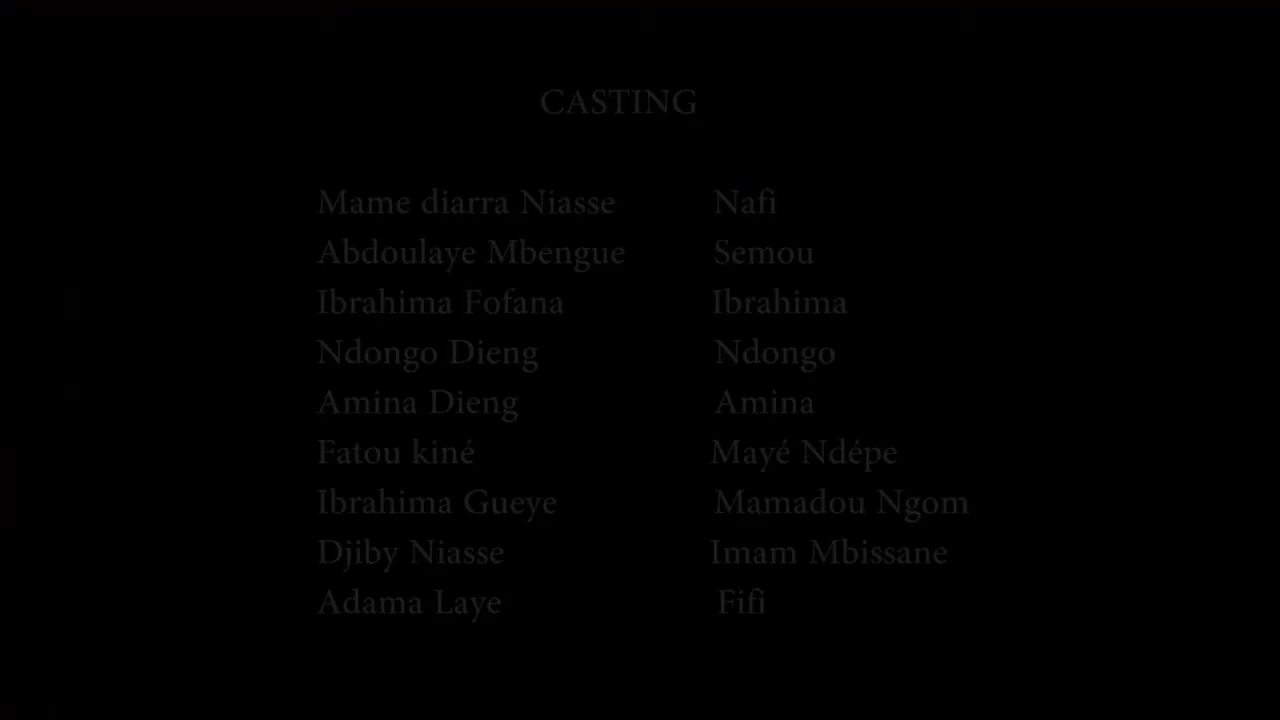 CASTING
Mame diarra Niasse Nafi
Abdoulaye Mbengue Semou
Ibrahima Fofana Ibrahima
Ndongo Dieng Ndongo
Amina Dieng Amina
Fatou kiné Mayé Ndépe
Ibrahima Gueye Mamadou Ngom
Djiby Niasse Imam Mbissane
Adama Laye Fifi